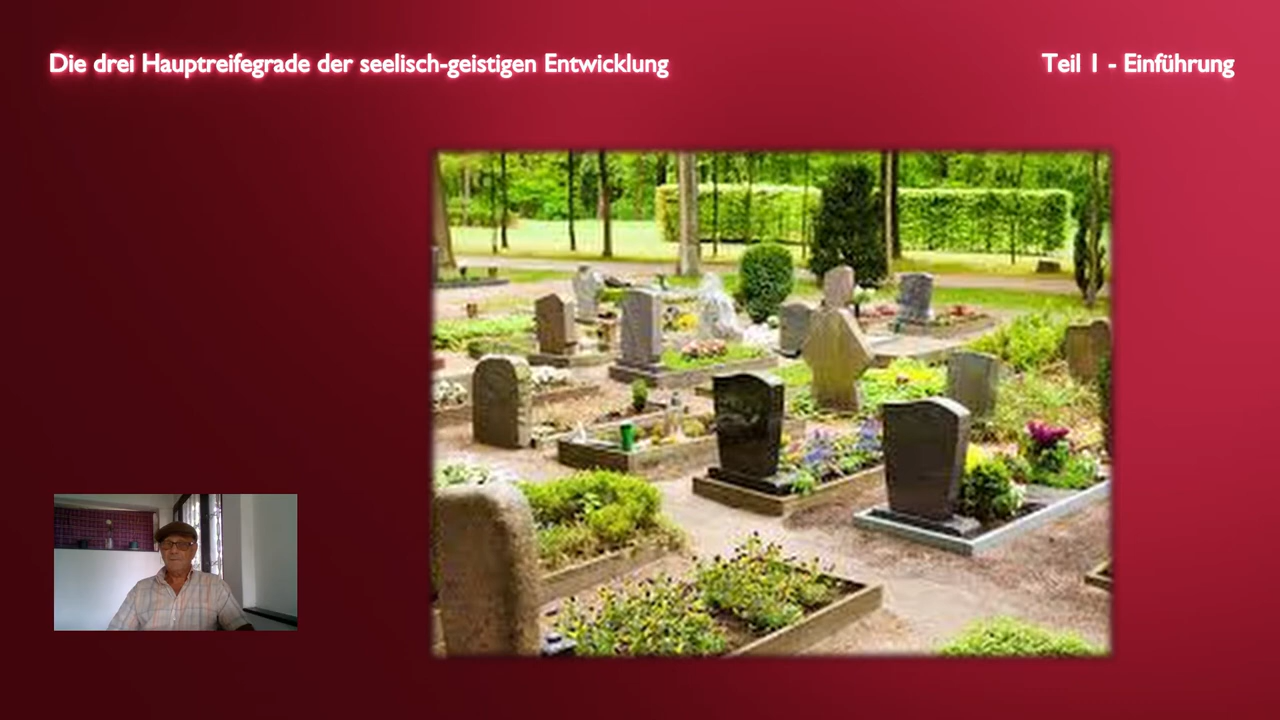 Die drei Hauptreifegrade der seelisch-geistigen Entwicklung
Teil 1 - Einführung